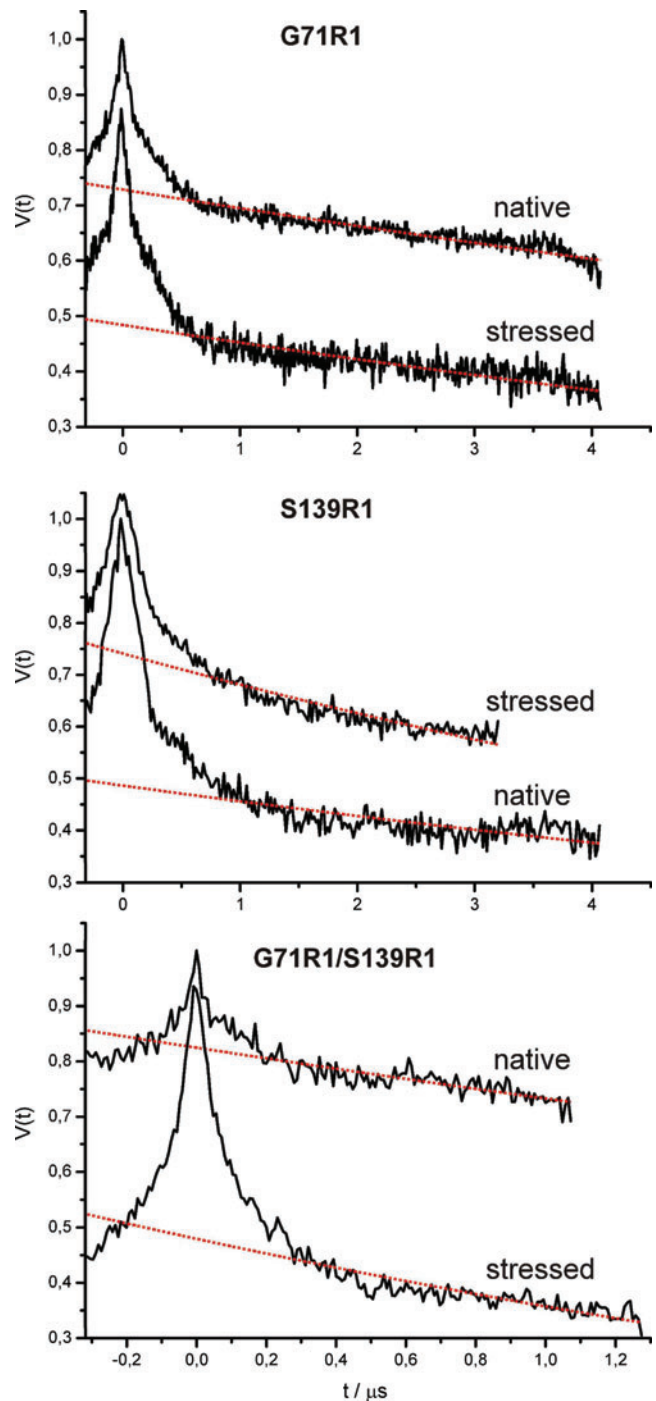 G71R1
1,0
0,9
0,8
0,7
0,6
0,5
0,4
0,3
V(t)
native
stressed
0 1 2 3 4
S139R1
1,0
0,9
0,8
0,7
0,6
0,5
0,4
0,3
V(t)
stressed
native
0 1 2 3 4
G71R1/S139R1
1,0
0,9
0,8
0,7
0,6
0,5
0,4
0,3
V(t)
native
stressed
-0,2 0,0 0,2 0,4 0,6 0,8 1,0 1,2
t / µs